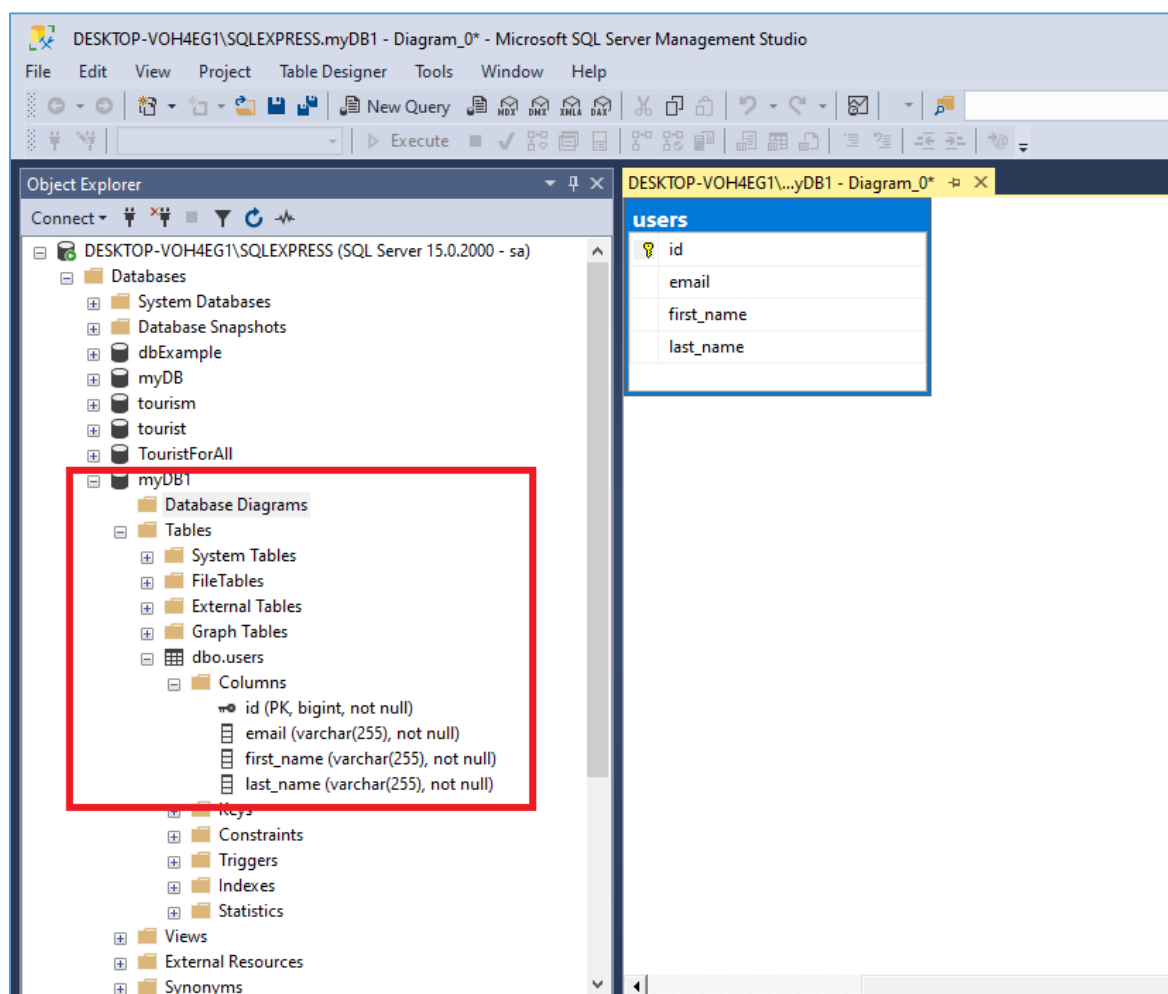 DESKTOP-VOH4EG1\SQLEXPRESS.myDB1 - Diagram_0* - Microsoft SQL Server Management Studio
File Edit View Project Table Designer Tools Window Help
New Query MDX DMX XMLA DAX
Execute
Object Explorer
Connect
DESKTOP-VOH4EG1\SQLEXPRESS (SQL Server 15.0.2000 - sa)
Databases
System Databases
Database Snapshots
dbExample
myDB
tourism
tourist
TouristForAll
myDB1
Database Diagrams
Tables
System Tables
FileTables
External Tables
Graph Tables
dbo.users
Columns
id (PK, bigint, not null)
email (varchar(255), not null)
first_name (varchar(255), not null)
last_name (varchar(255), not null)
Keys
Constraints
Triggers
Indexes
Statistics
Views
External Resources
Synonyms
DESKTOP-VOH4EG1\...yDB1 - Diagram_0*
users
id
email
first_name
last_name